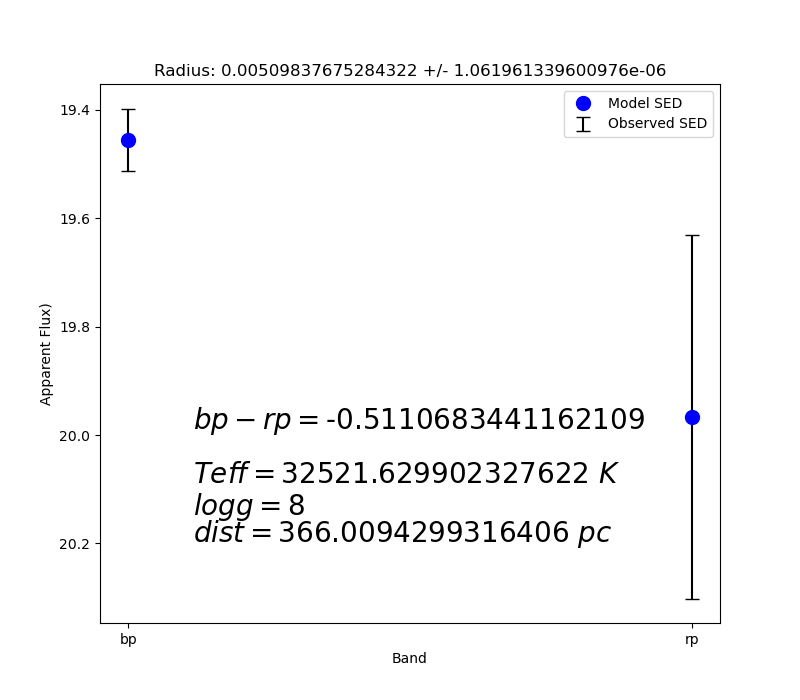 Radius: 0.00509837675284322 +/- 1.061961339600976e-06
Model SED
Observed SED
19.4
19.6
19.8
20.0
20.2
Apparent Flux)
bp − rp = -0.5110683441162109
Teff = 32521.629902327622 K
logg = 8
dist = 366.0094299316406 pc
bp
rp
Band